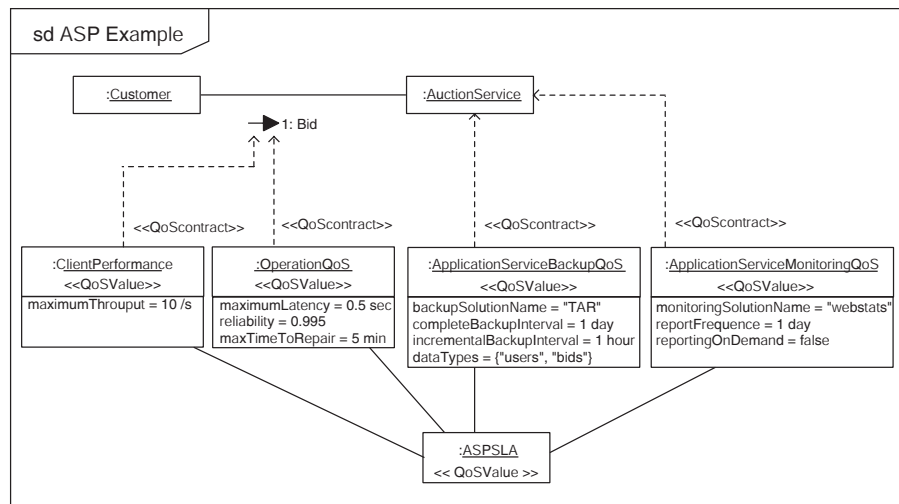 sd ASP Example
:Customer
:AuctionService
1: Bid
<<QoScontract>>
<<QoScontract>>
<<QoScontract>>
<<QoScontract>>
:ClientPerformance
<<QoSValue>>
maximumThrouput = 10 /s
:OperationQoS
<<QoSValue>>
maximumLatency = 0.5 sec
reliability = 0.995
maxTimeToRepair = 5 min
:ApplicationServiceBackupQoS
<<QoSValue>>
backupSolutionName = "TAR"
completeBackupInterval = 1 day
incrementalBackupInterval = 1 hour
dataTypes = {"users", "bids"}
:ApplicationServiceMonitoringQoS
<<QoSValue>>
monitoringSolutionName = "webstats"
reportFrequence = 1 day
reportingOnDemand = false
:ASPSLA
<< QoSValue >>